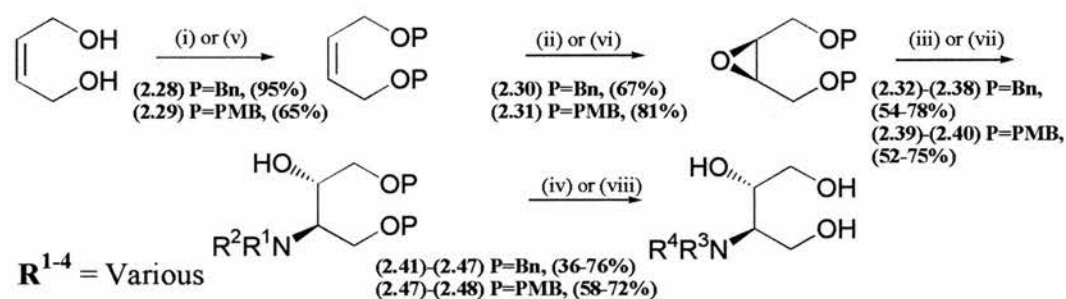 OH
OH
(i) or (v)
(2.28) P=Bn, (95%)
(2.29) P=PMB, (65%)
OP
OP
(ii) or (vi)
(2.30) P=Bn, (67%)
(2.31) P=PMB, (81%)
O
OP
OP
(iii) or (vii)
(2.32)-(2.38) P=Bn,
(54-78%)
(2.39)-(2.40) P=PMB,
(52-75%)
HO
OP
OP
R²R¹N
(iv) or (viii)
(2.41)-(2.47) P=Bn, (36-76%)
(2.47)-(2.48) P=PMB, (58-72%)
HO
OH
OH
R⁴R³N
R¹⁻⁴ = Various